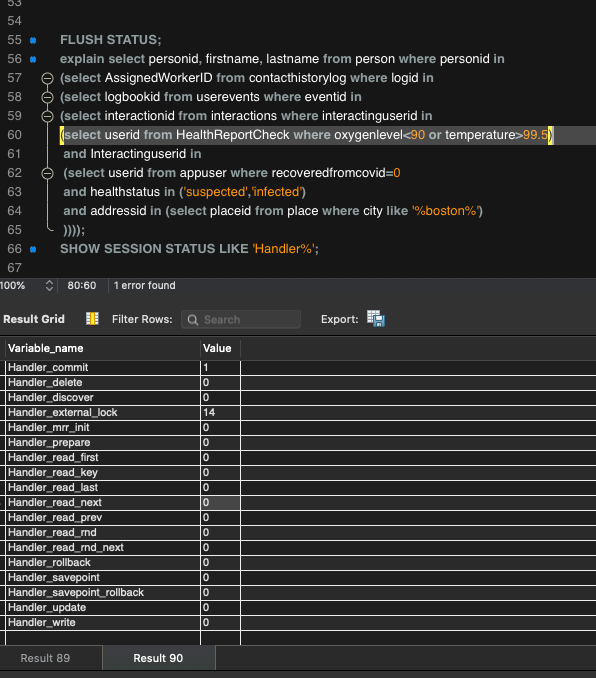 53
54
55 FLUSH STATUS;
56 explain select personid, firstname, lastname from person where personid in
57 (select AssignedWorkerID from contacthistorylog where logid in
58 (select logbookid from userevents where eventid in
59 (select interactionid from interactions where interactinguserid in
60 (select userid from HealthReportCheck where oxygenlevel<90 or temperature>99.5)
61 and Interactinguserid in
62 (select userid from appuser where recoveredfromcovid=0
63 and healthstatus in ('suspected','infected')
64 and addressid in (select placeid from place where city like '%boston%')
65 ))));
66 SHOW SESSION STATUS LIKE 'Handler%';
67
100% 80:60 1 error found
Result Grid Filter Rows: Search Export:
Variable_name Value
Handler_commit 1
Handler_delete 0
Handler_discover 0
Handler_external_lock 14
Handler_mrr_init 0
Handler_prepare 0
Handler_read_first 0
Handler_read_key 0
Handler_read_last 0
Handler_read_next 0
Handler_read_prev 0
Handler_read_rnd 0
Handler_read_rnd_next 0
Handler_rollback 0
Handler_savepoint 0
Handler_savepoint_rollback 0
Handler_update 0
Handler_write 0
Result 89 Result 90